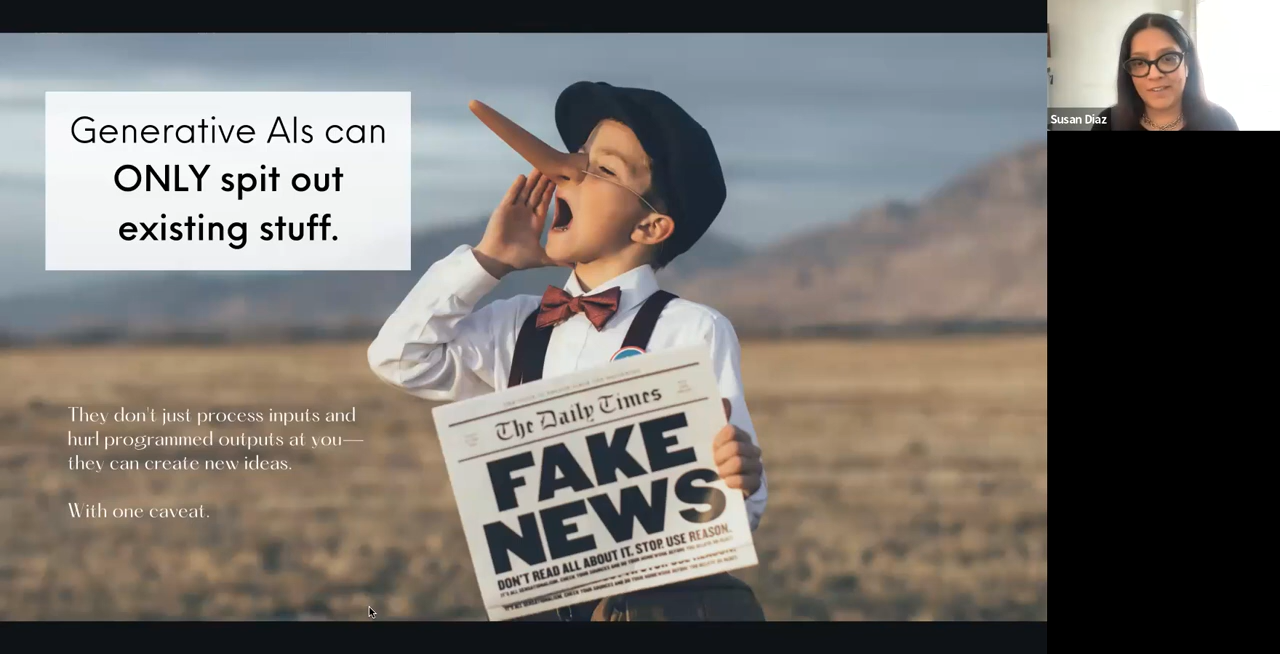 Generative AIs can
ONLY spit out
existing stuff.
They don't just process inputs and
hurl programmed outputs at you—
they can create new ideas.
With one caveat.
The Daily Times
FAKE
NEWS
DON'T READ ALL ABOUT IT. STOP. USE REASON.
Susan Diaz